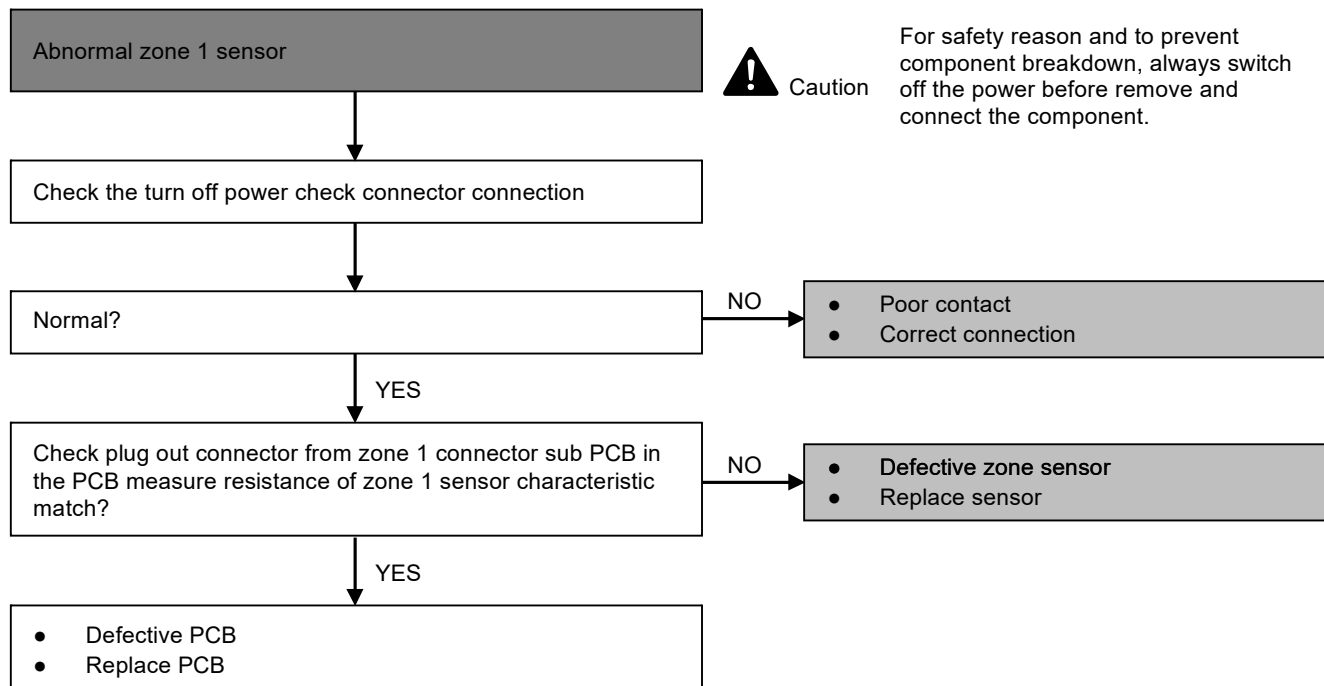 Abnormal zone 1 sensor
Caution
For safety reason and to prevent
component breakdown, always switch
off the power before remove and
connect the component.
Check the turn off power check connector connection
Normal?
NO
● Poor contact
● Correct connection
YES
Check plug out connector from zone 1 connector sub PCB in
the PCB measure resistance of zone 1 sensor characteristic
match?
NO
● Defective zone sensor
● Replace sensor
YES
● Defective PCB
● Replace PCB